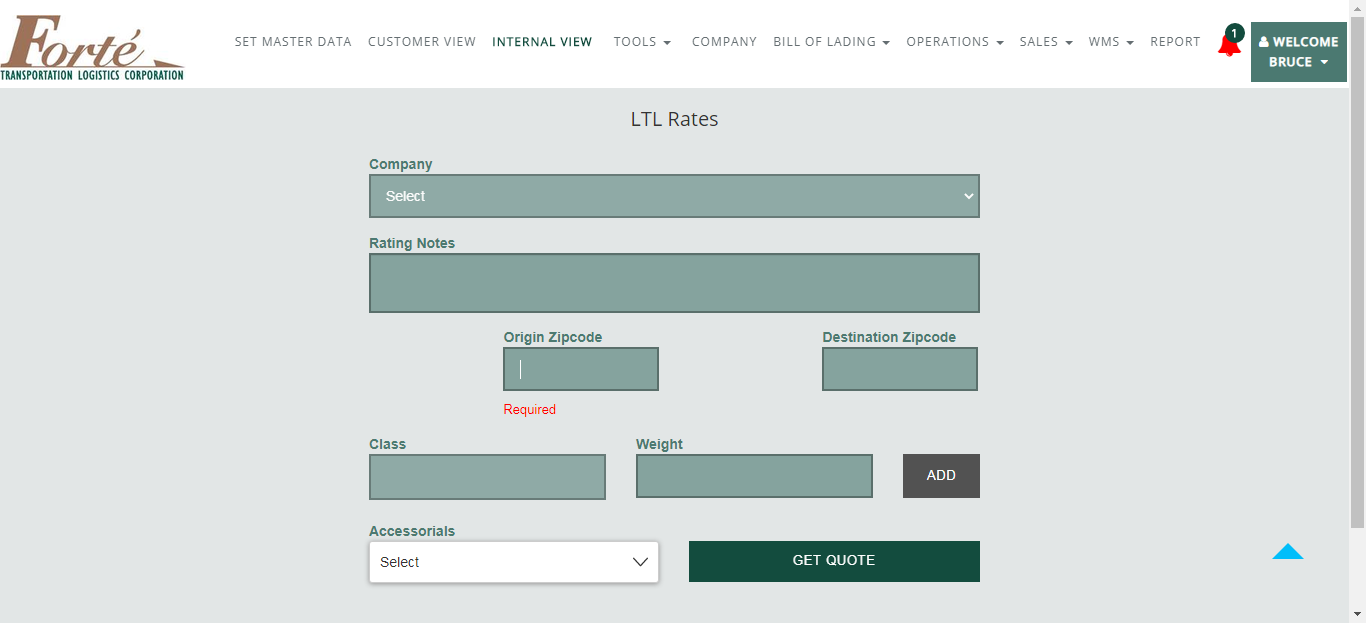 Forté
TRANSPORTATION LOGISTICS CORPORATION
SET MASTER DATA CUSTOMER VIEW INTERNAL VIEW TOOLS COMPANY BILL OF LADING OPERATIONS SALES WMS REPORT
1
WELCOME
BRUCE
LTL Rates
Company
Select
Rating Notes
Origin Zipcode Destination Zipcode
Required
Class Weight
ADD
Accessorials
Select GET QUOTE